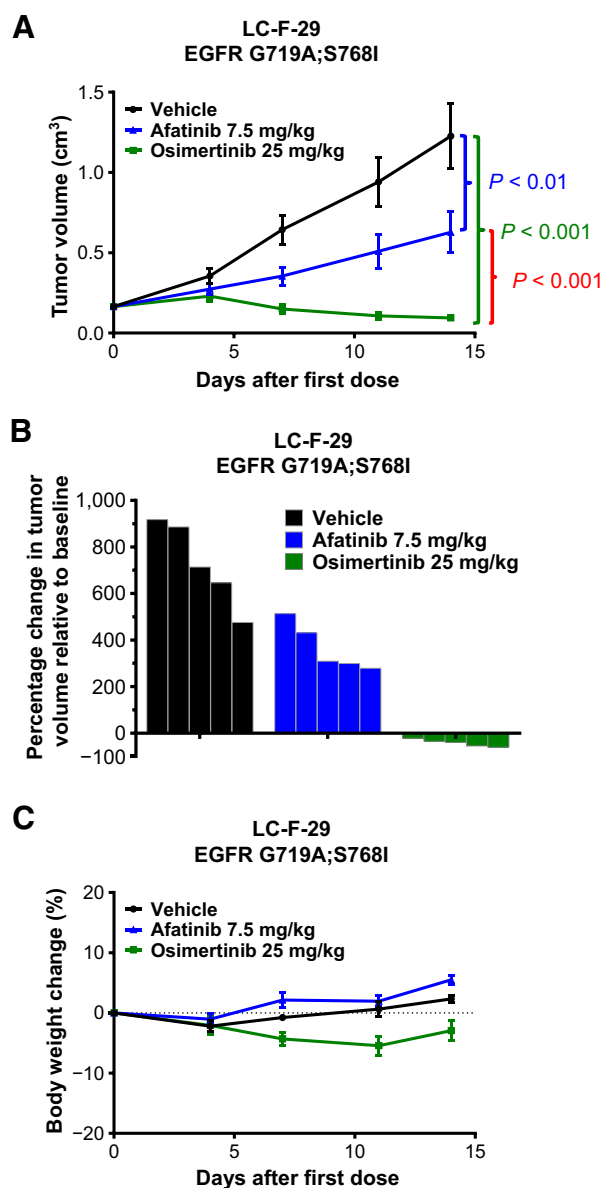 A
LC-F-29
EGFR G719A;S768I
Tumor volume (cm³)
1.5
1.0
0.5
0.0
Vehicle
Afatinib 7.5 mg/kg
Osimertinib 25 mg/kg
P < 0.01
P < 0.001
P < 0.001
0 5 10 15
Days after first dose
B
LC-F-29
EGFR G719A;S768I
Percentage change in tumor
volume relative to baseline
1,000
800
600
400
200
0
−100
Vehicle
Afatinib 7.5 mg/kg
Osimertinib 25 mg/kg
C
LC-F-29
EGFR G719A;S768I
Body weight change (%)
20
10
0
−10
−20
Vehicle
Afatinib 7.5 mg/kg
Osimertinib 25 mg/kg
0 5 10 15
Days after first dose